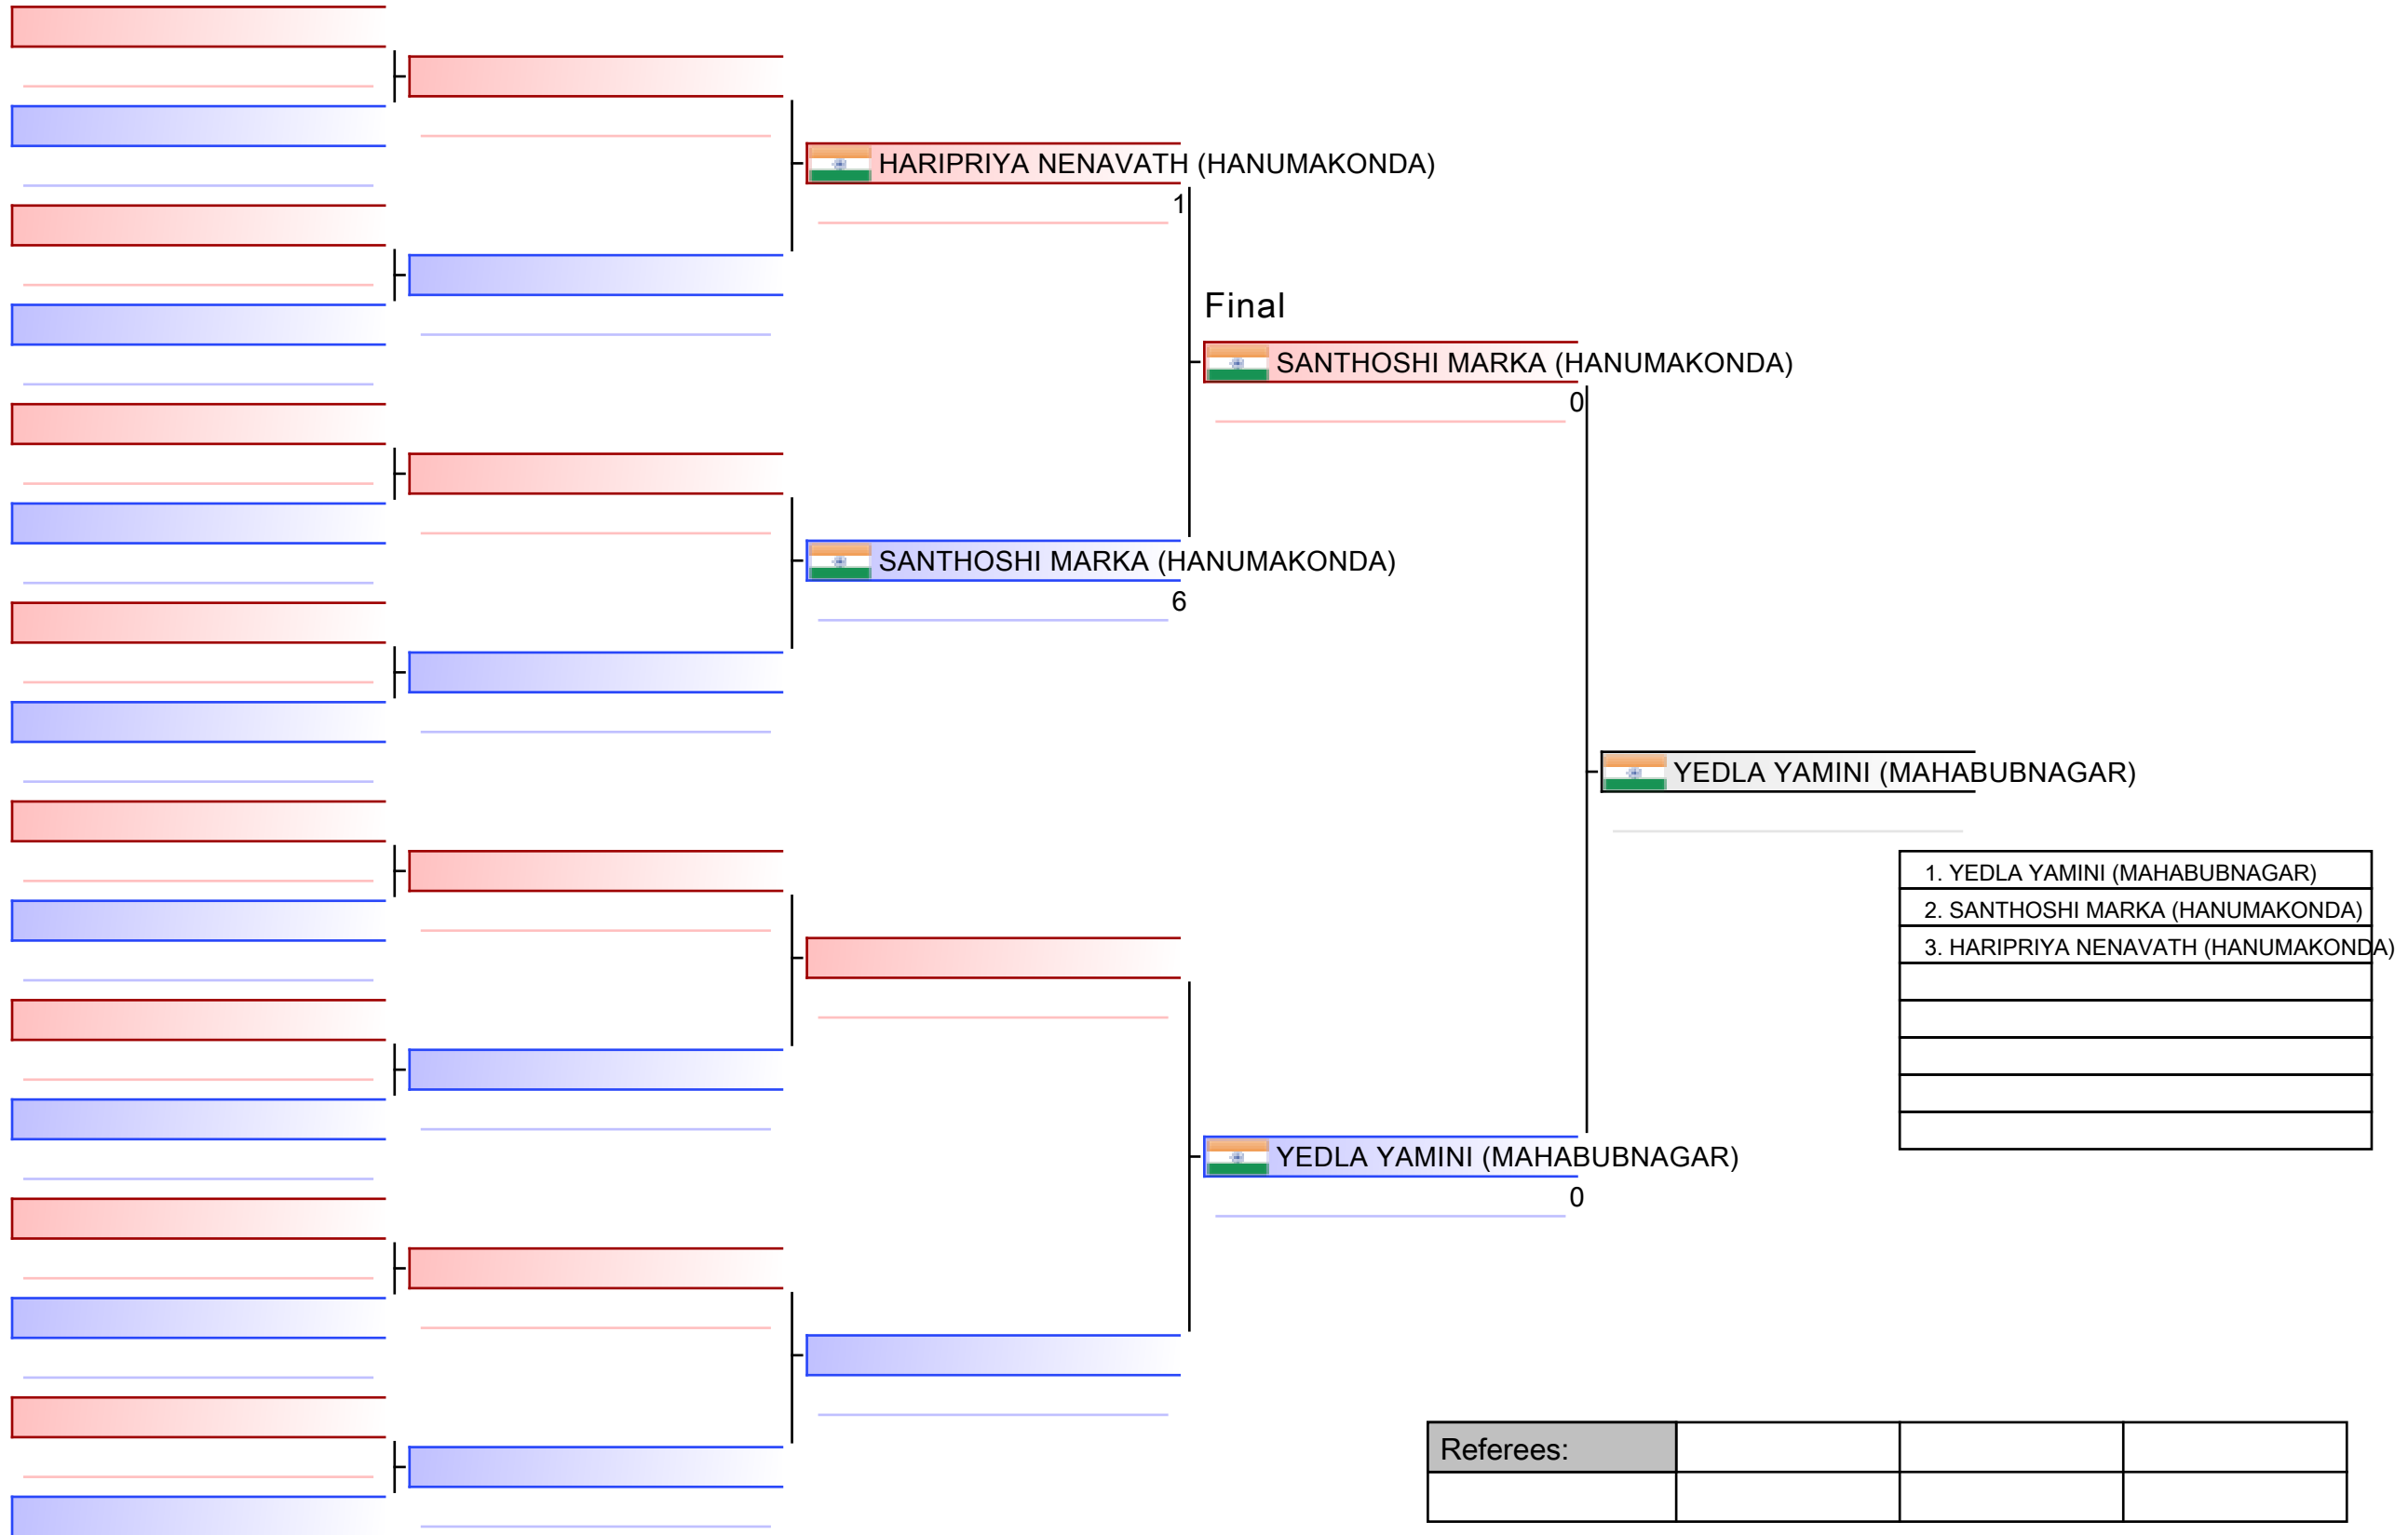 HARIPRIYA NENAVATH (HANUMAKONDA)
1
Final
SANTHOSHI MARKA (HANUMAKONDA)
0
SANTHOSHI MARKA (HANUMAKONDA)
6
YEDLA YAMINI (MAHABUBNAGAR)
1. YEDLA YAMINI (MAHABUBNAGAR)
2. SANTHOSHI MARKA (HANUMAKONDA)
3. HARIPRIYA NENAVATH (HANUMAKONDA)
YEDLA YAMINI (MAHABUBNAGAR)
0
Referees: